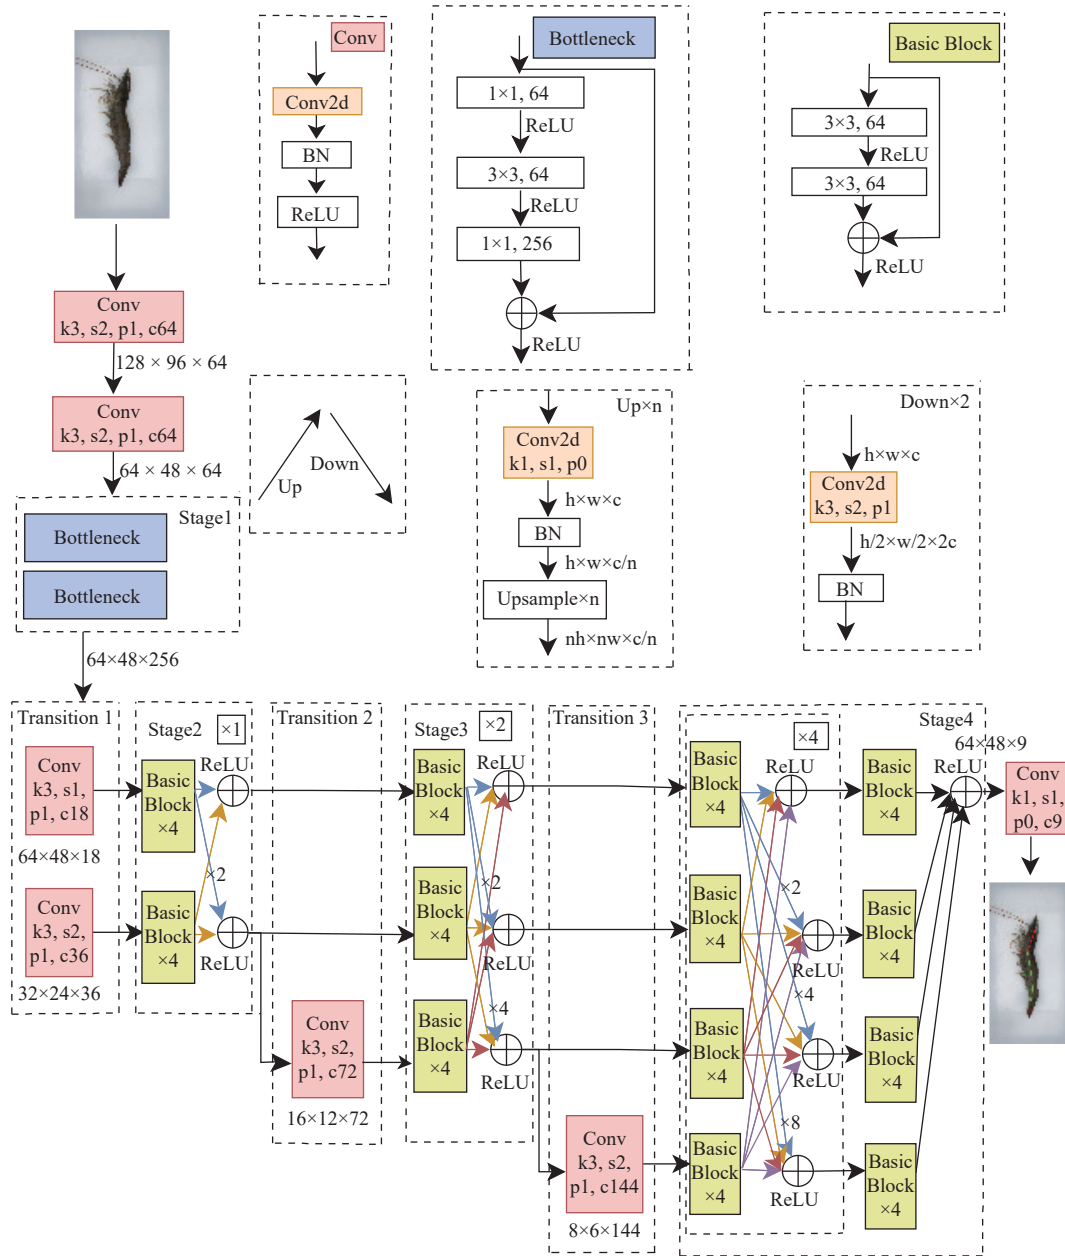 Conv
Conv2d
BN
ReLU
Bottleneck
1×1, 64
ReLU
3×3, 64
ReLU
1×1, 256
ReLU
Basic Block
3×3, 64
ReLU
3×3, 64
ReLU
Conv
k3, s2, p1, c64
128 × 96 × 64
Conv
k3, s2, p1, c64
64 × 48 × 64
Stage1
Bottleneck
Bottleneck
64×48×256
Up
Down
Up×n
Conv2d
k1, s1, p0
h×w×c
BN
h×w×c/n
Upsample×n
nh×nw×c/n
Down×2
h×w×c
Conv2d
k3, s2, p1
h/2×w/2×2c
BN
Transition 1
Conv
k3, s1,
p1, c18
64×48×18
Conv
k3, s2,
p1, c36
32×24×36
Stage2
×1
ReLU
Basic
Block
×4
×2
Basic
Block
×4
ReLU
Transition 2
Conv
k3, s2,
p1, c72
16×12×72
Stage3
×2
ReLU
Basic
Block
×4
×2
Basic
Block
×4
ReLU
×4
Basic
Block
×4
ReLU
Transition 3
Conv
k3, s2,
p1, c144
8×6×144
Stage4
×4
ReLU
Basic
Block
×4
×2
Basic
Block
×4
ReLU
×4
Basic
Block
×4
ReLU
×8
Basic
Block
×4
ReLU
Basic
Block
×4
Basic
Block
×4
Basic
Block
×4
Basic
Block
×4
64×48×9
ReLU
Conv
k1, s1,
p0, c9